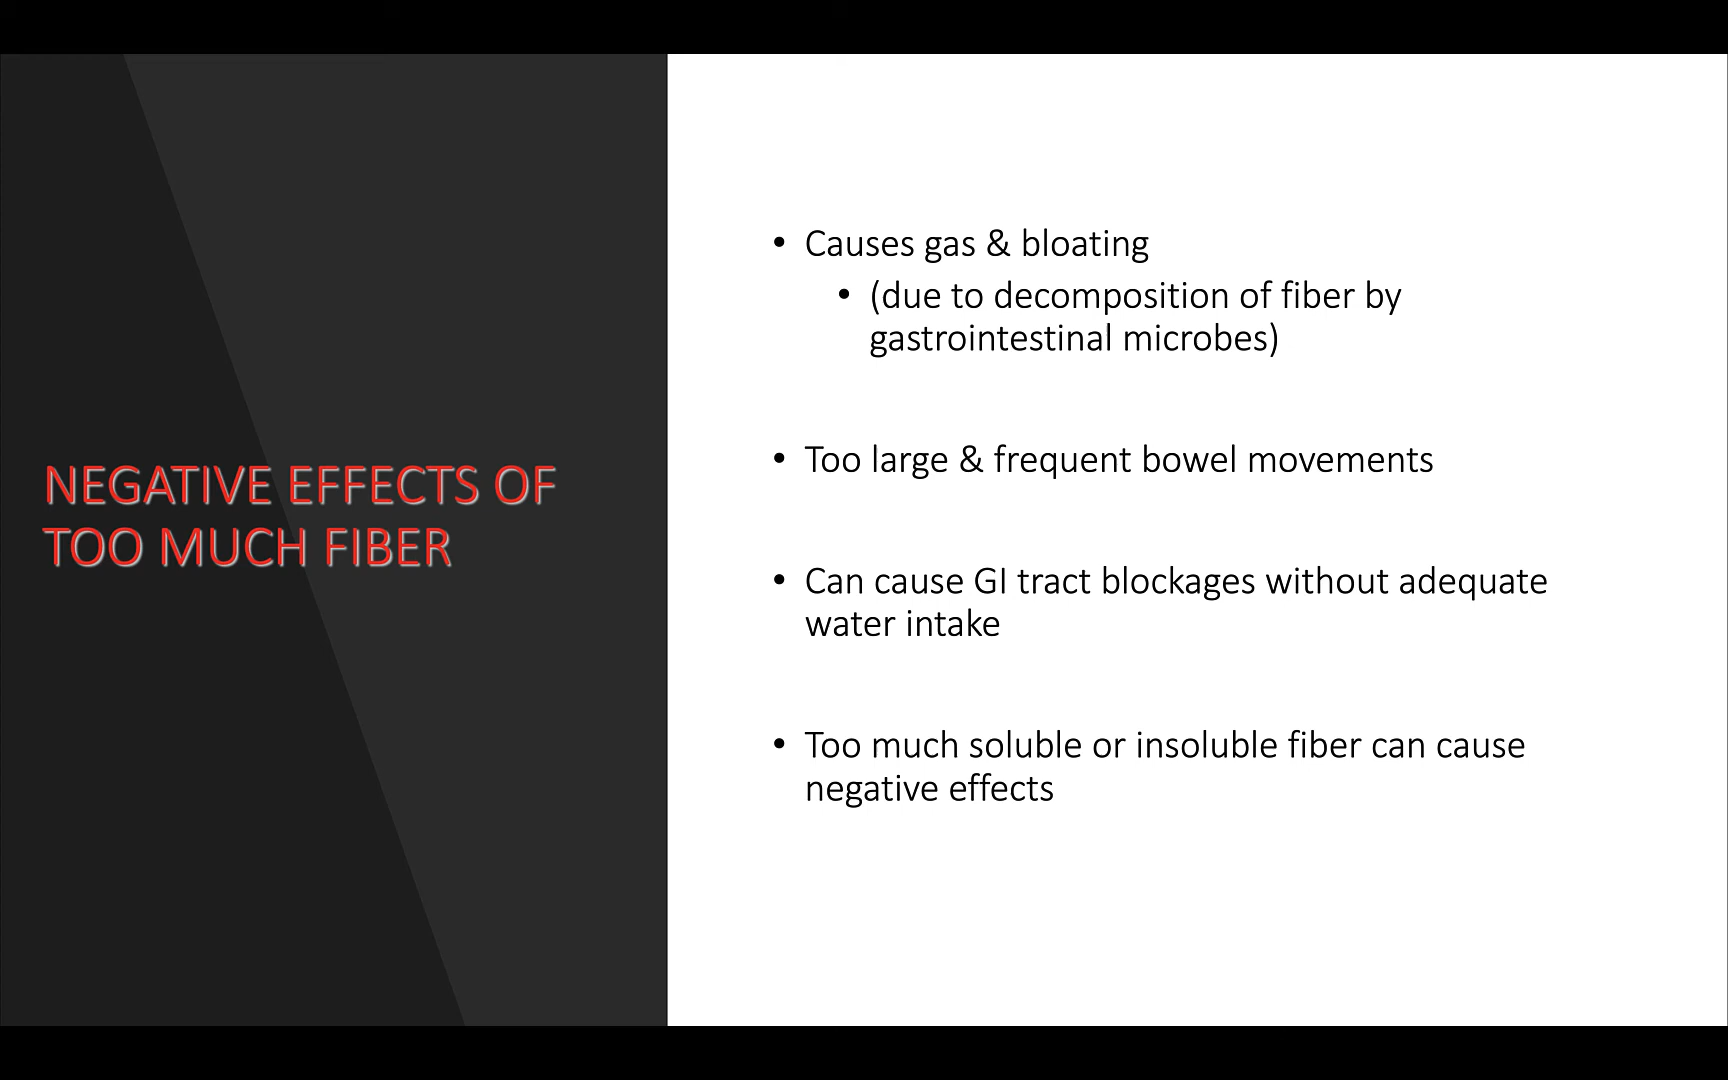 NEGATIVE EFFECTS OF
TOO MUCH FIBER
• Causes gas & bloating
• (due to decomposition of fiber by
gastrointestinal microbes)
• Too large & frequent bowel movements
• Can cause GI tract blockages without adequate
water intake
• Too much soluble or insoluble fiber can cause
negative effects